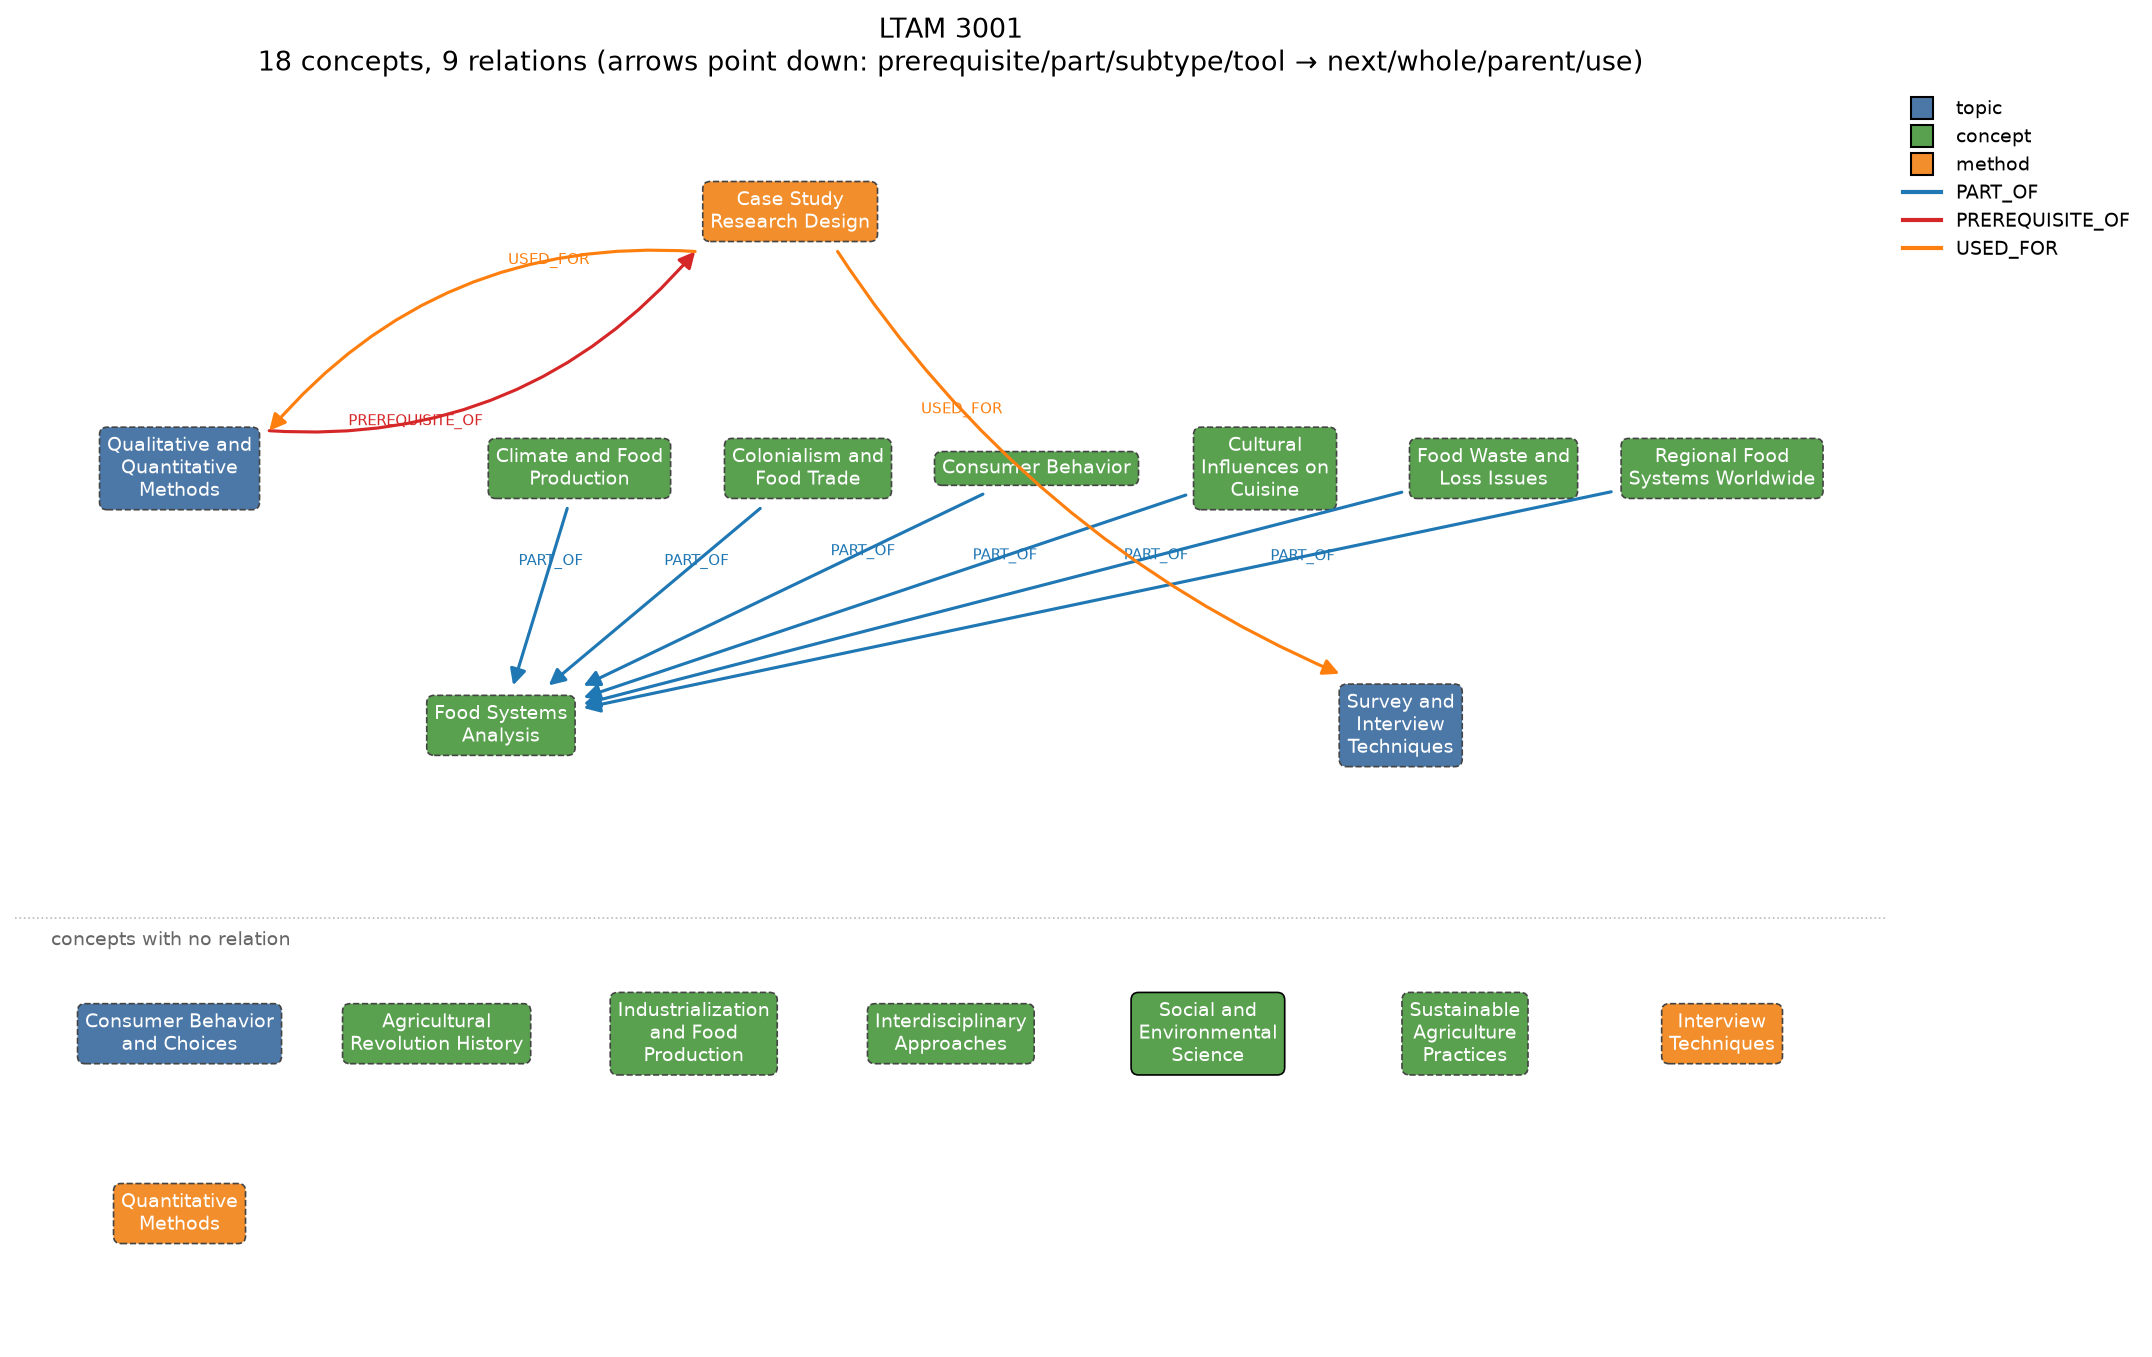 LTAM 3001
18 concepts, 9 relations (arrows point down: prerequisite/part/subtype/tool → next/whole/parent/use)
topic
concept
method
PART_OF
PREREQUISITE_OF
USED_FOR
Case Study
Research Design
USED_FOR
PREREQUISITE_OF
USED_FOR
Qualitative and
Quantitative
Methods
Climate and Food
Production
Colonialism and
Food Trade
Consumer Behavior
Cultural
Influences on
Cuisine
Food Waste and
Loss Issues
Regional Food
Systems Worldwide
PART_OF
PART_OF
PART_OF
PART_OF
PART_OF
PART_OF
Food Systems
Analysis
Survey and
Interview
Techniques
concepts with no relation
Consumer Behavior
and Choices
Agricultural
Revolution History
Industrialization
and Food
Production
Interdisciplinary
Approaches
Social and
Environmental
Science
Sustainable
Agriculture
Practices
Interview
Techniques
Quantitative
Methods